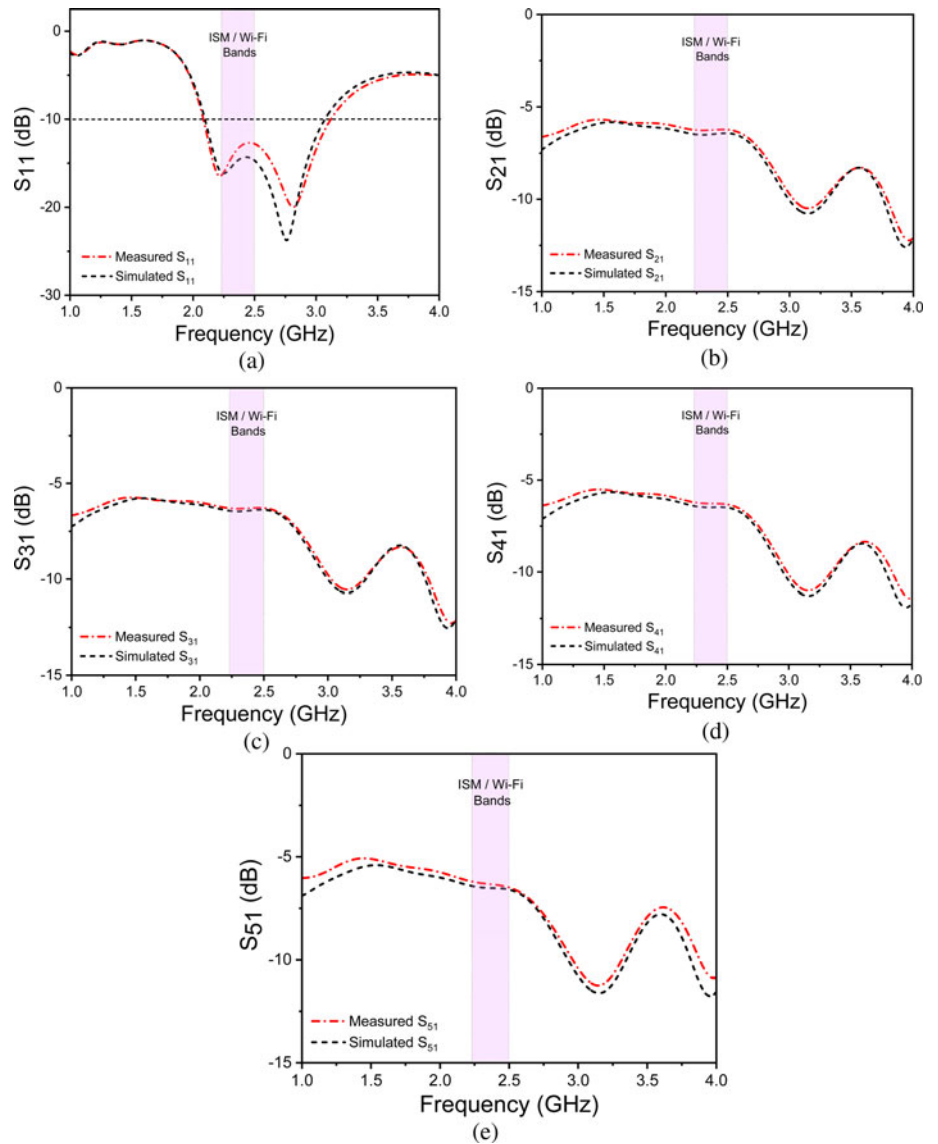 0
-10
-20
-30
S11 (dB)
ISM / Wi-Fi
Bands
Measured S11
Simulated S11
1.0 1.5 2.0 2.5 3.0 3.5 4.0
Frequency (GHz)
(a)
0
-5
-10
-15
S21 (dB)
ISM / Wi-Fi
Bands
Measured S21
Simulated S21
1.0 1.5 2.0 2.5 3.0 3.5 4.0
Frequency (GHz)
(b)
0
-5
-10
-15
S31 (dB)
ISM / Wi-Fi
Bands
Measured S31
Simulated S31
1.0 1.5 2.0 2.5 3.0 3.5 4.0
Frequency (GHz)
(c)
0
-5
-10
-15
S41 (dB)
ISM / Wi-Fi
Bands
Measured S41
Simulated S41
1.0 1.5 2.0 2.5 3.0 3.5 4.0
Frequency (GHz)
(d)
0
-5
-10
-15
S51 (dB)
ISM / Wi-Fi
Bands
Measured S51
Simulated S51
1.0 1.5 2.0 2.5 3.0 3.5 4.0
Frequency (GHz)
(e)